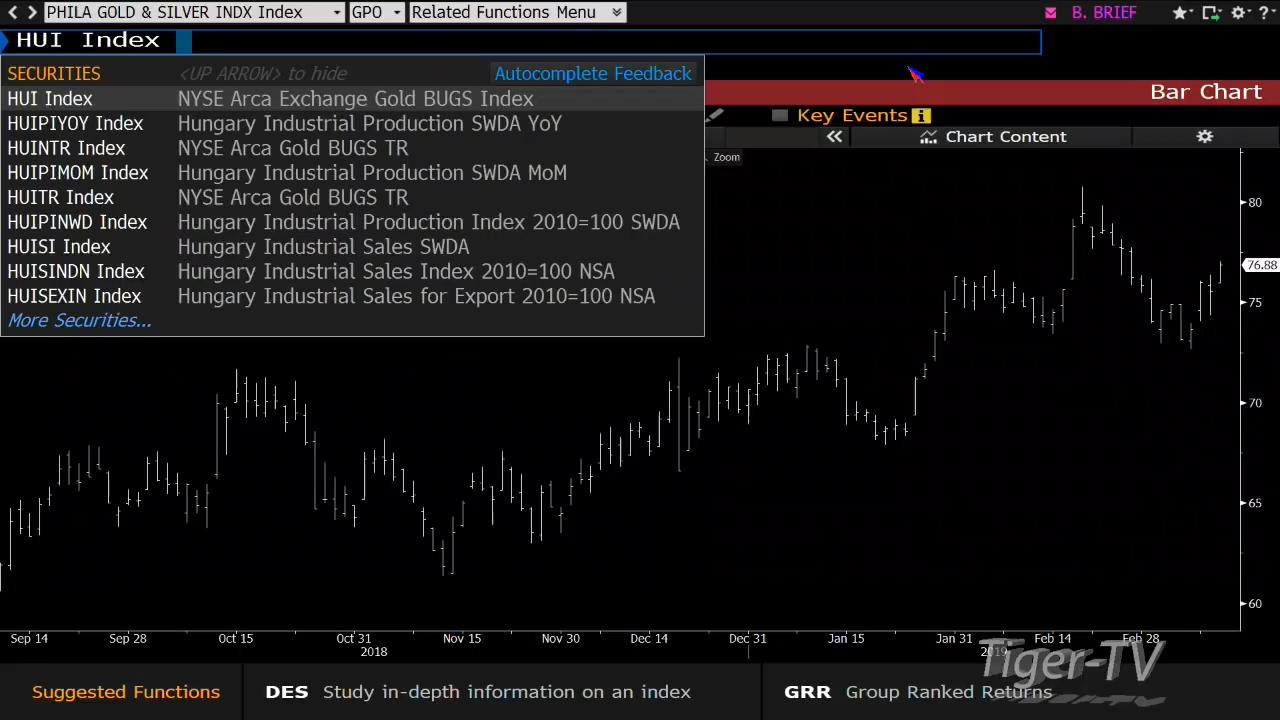 PHILA GOLD & SILVER INDX Index GPO Related Functions Menu B. BRIEF ?
HUI Index
SECURITIES <UP ARROW> to hide Autocomplete Feedback
HUI Index NYSE Arca Exchange Gold BUGS Index Bar Chart
HUIPIYOY Index Hungary Industrial Production SWDA YoY Key Events i
HUINTR Index NYSE Arca Gold BUGS TR « Chart Content
HUIPIMOM Index Hungary Industrial Production SWDA MoM Zoom
HUITR Index NYSE Arca Gold BUGS TR
HUIPINWD Index Hungary Industrial Production Index 2010=100 SWDA
HUISI Index Hungary Industrial Sales SWDA
HUISINDN Index Hungary Industrial Sales Index 2010=100 NSA
HUISEXIN Index Hungary Industrial Sales for Export 2010=100 NSA
More Securities...
80
76.88
75
70
65
60
Sep 14 Sep 28 Oct 15 Oct 31 Nov 15 Nov 30 Dec 14 Dec 31 Jan 15 Jan 31 Feb 14 Feb 28
2018 2019
Tiger-TV
Suggested Functions DES Study in-depth information on an index GRR Group Ranked Returns